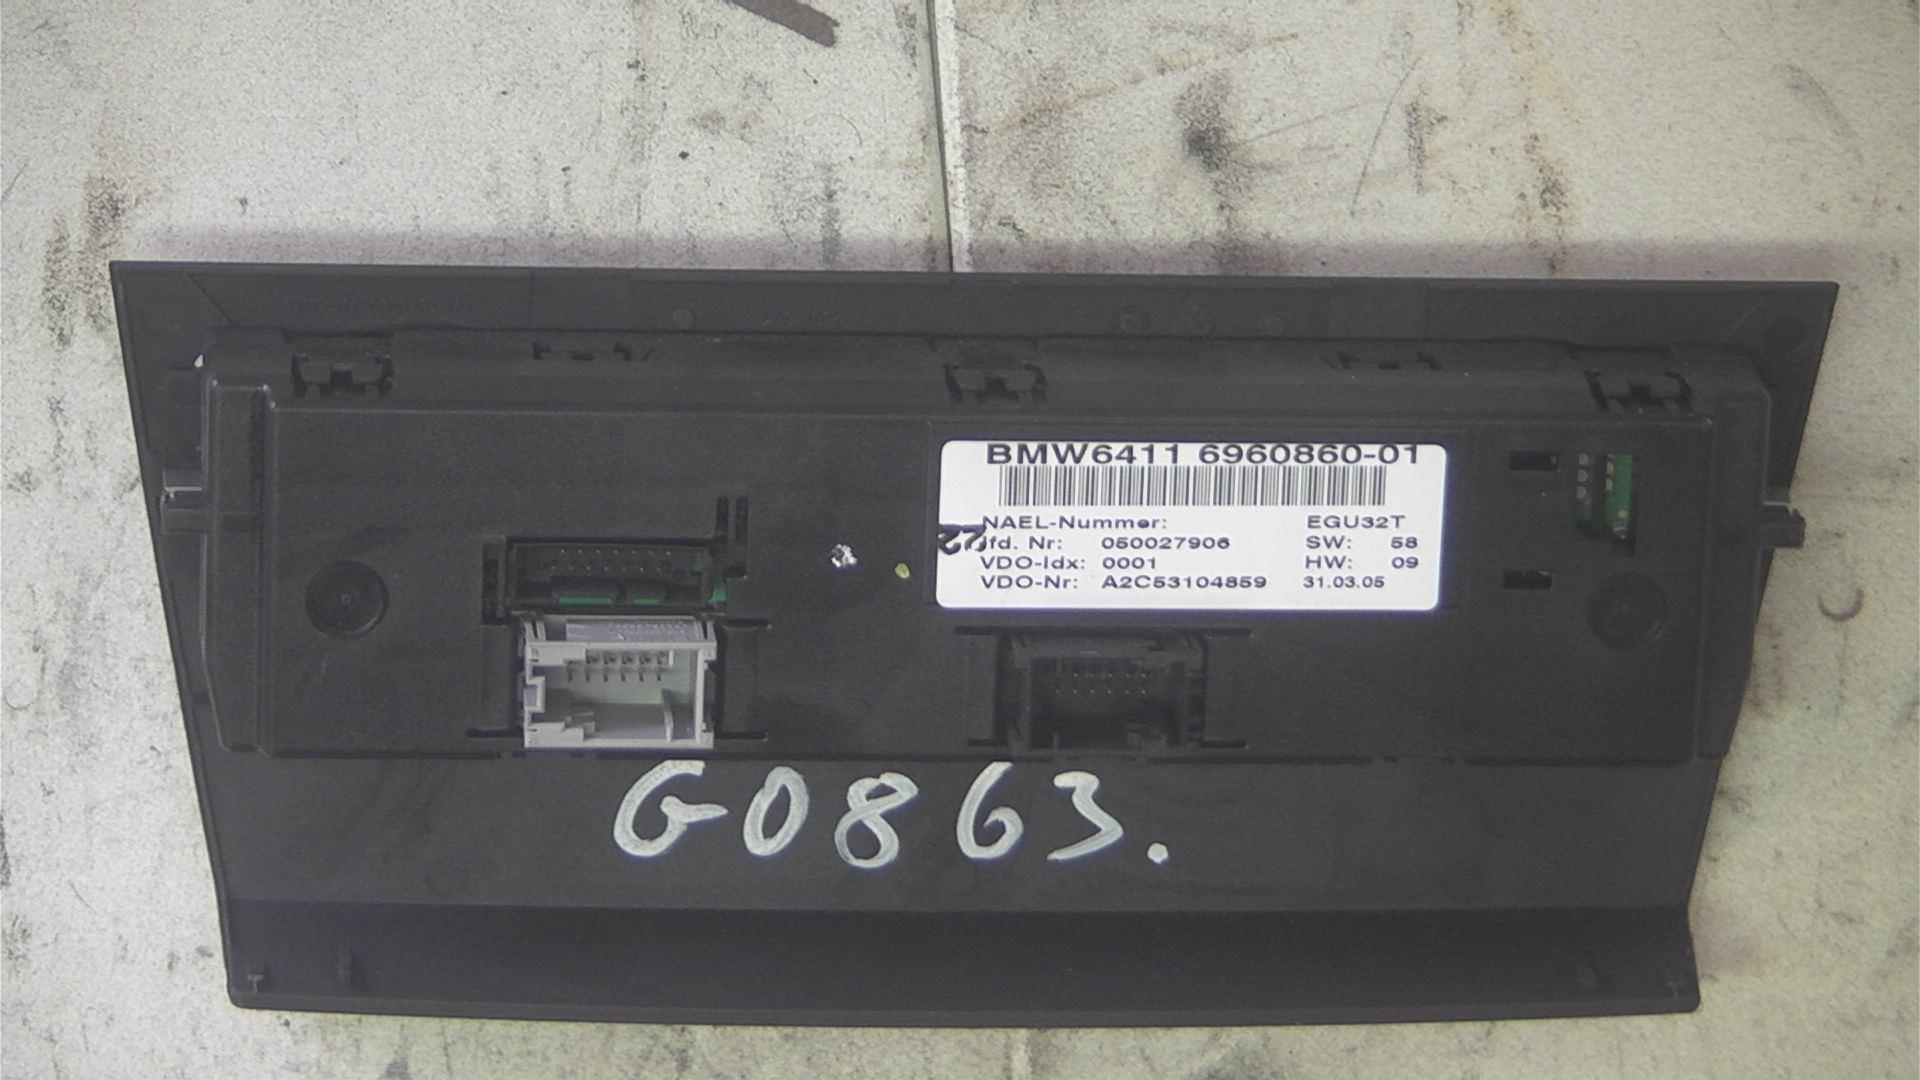 BMW6411 6960860-01
NAEL-Nummer: EGU32T
22
lfd. Nr: 050027906 SW: 58
VDO-Idx: 0001 HW: 09
VDO-Nr: A2C53104859 31.03.05
G0863.